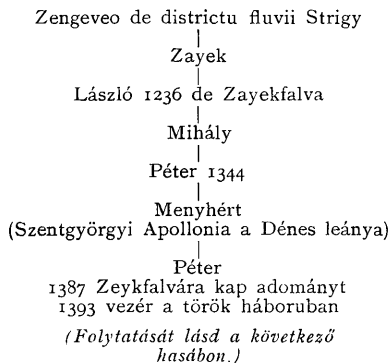 Zengeveo de districtu fluvii Strigy
Zayek
László 1236 de Zayekfalva
Mihály
Péter 1344
Menyhért
(Szentgyörgyi Apollonia a Dénes leánya)
Péter
1387 Zeykfalvára kap adományt
1393 vezér a török háboruban
(Folytatását lásd a következő
hasábon.)